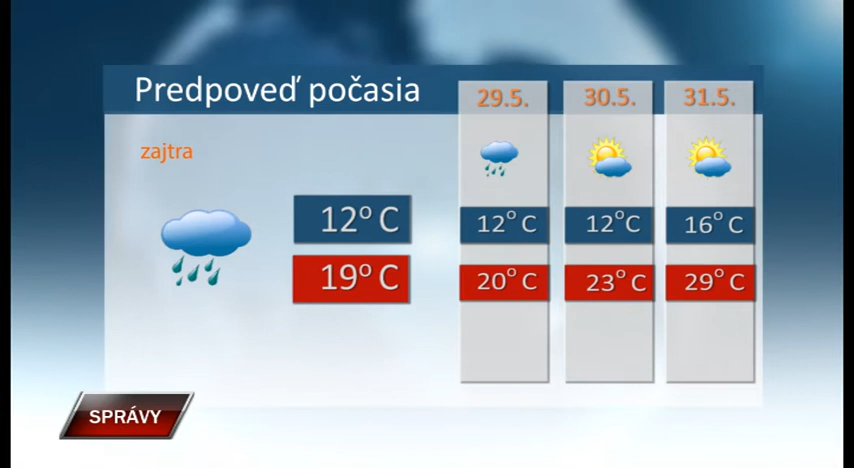 Predpoveď počasia
zajtra
12° C
19° C
29.5.
30.5.
31.5.
12° C
12°C
16° C
20° C
23° C
29° C
SPRÁVY